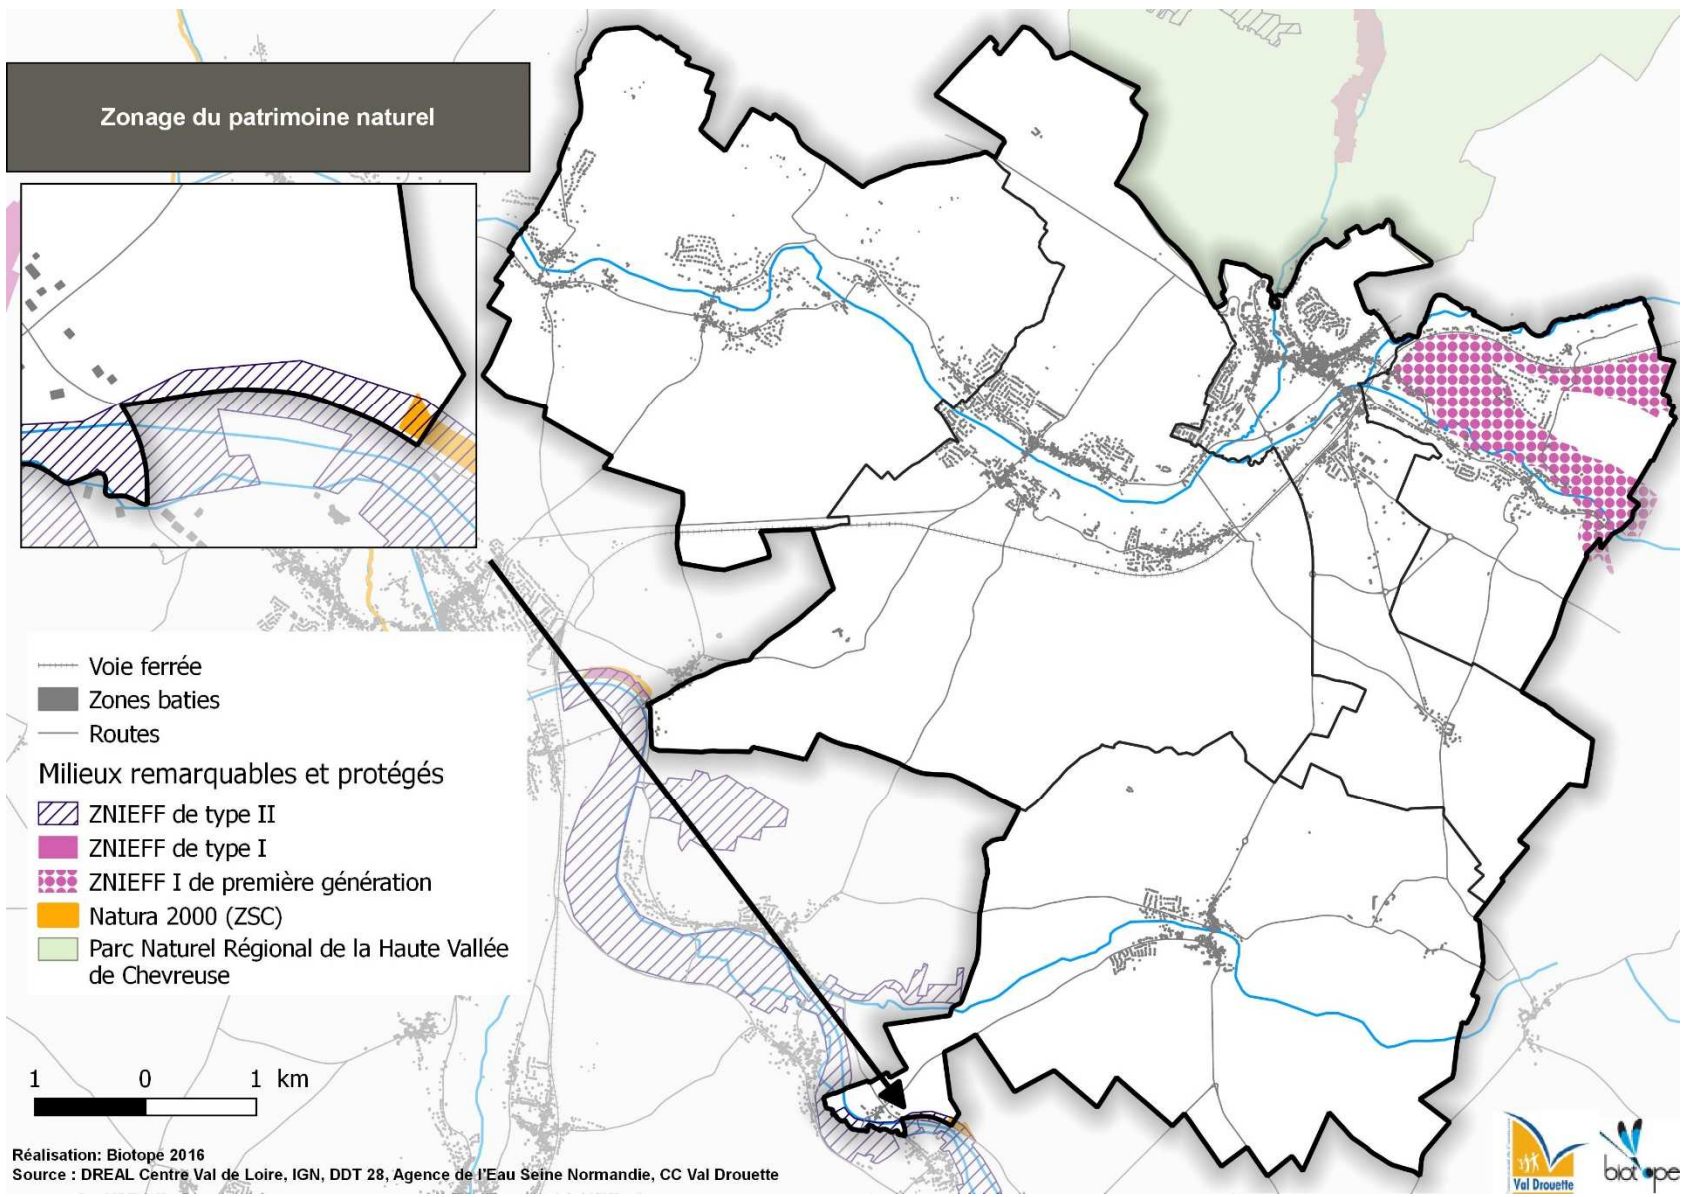 Zonage du patrimoine naturel
Voie ferrée
Zones baties
Routes
Milieux remarquables et protégés
ZNIEFF de type II
ZNIEFF de type I
ZNIEFF I de première génération
Natura 2000 (ZSC)
Parc Naturel Régional de la Haute Vallée
de Chevreuse
1 0 1 km
Réalisation: Biotope 2016
Source : DREAL Centre Val de Loire, IGN, DDT 28, Agence de l'Eau Seine Normandie, CC Val Drouette
Val Drouette
biotope